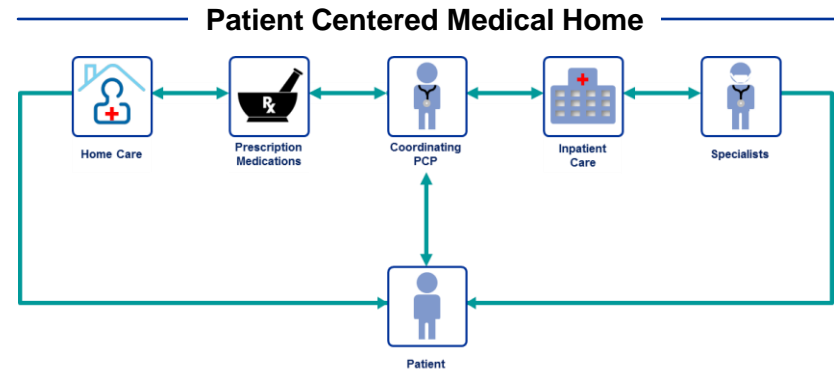 Patient Centered Medical Home
Home Care
Prescription
Medications
Coordinating
PCP
Inpatient
Care
Specialists
Rx
Patient